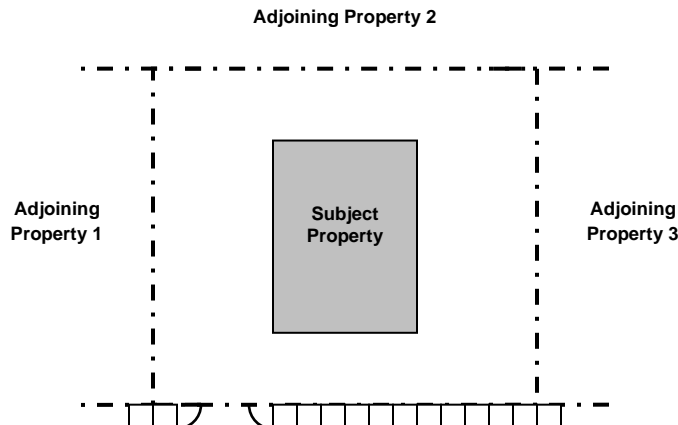 Adjoining Property 2
Adjoining
Property 1
Subject
Property
Adjoining
Property 3